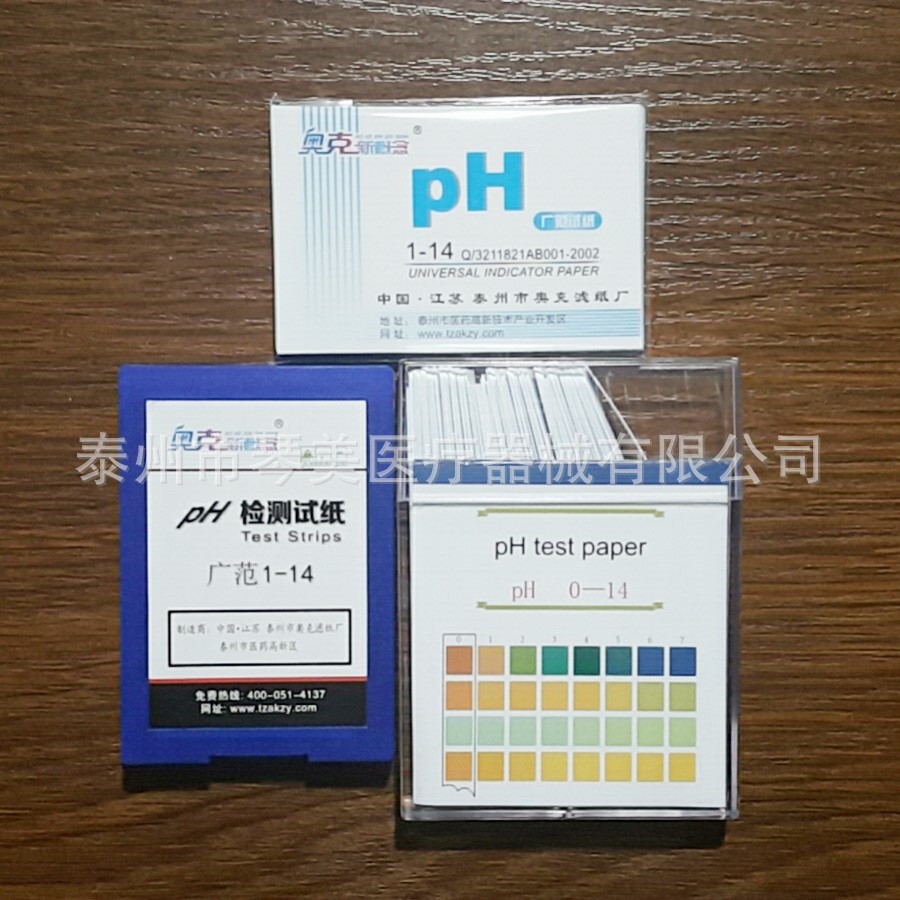 奥克新概念®
pH
广范试纸
1-14 Q/3211821AB001-2002
UNIVERSAL INDICATOR PAPER
中国·江苏 泰州市奥克滤纸厂
地址：泰州市医药高新技术产业开发区
网址：www.tzakzy.com
奥克新概念®
泰州市琴美医疗器械有限公司
pH 检测试纸
Test Strips
广范1-14
制造商：中国·江苏 泰州市奥克滤纸厂
泰州市医药高新区
免费热线：400-051-4137
网址：www.tzakzy.com
pH test paper
pH 0—14
0 1 2 3 4 5 6 7